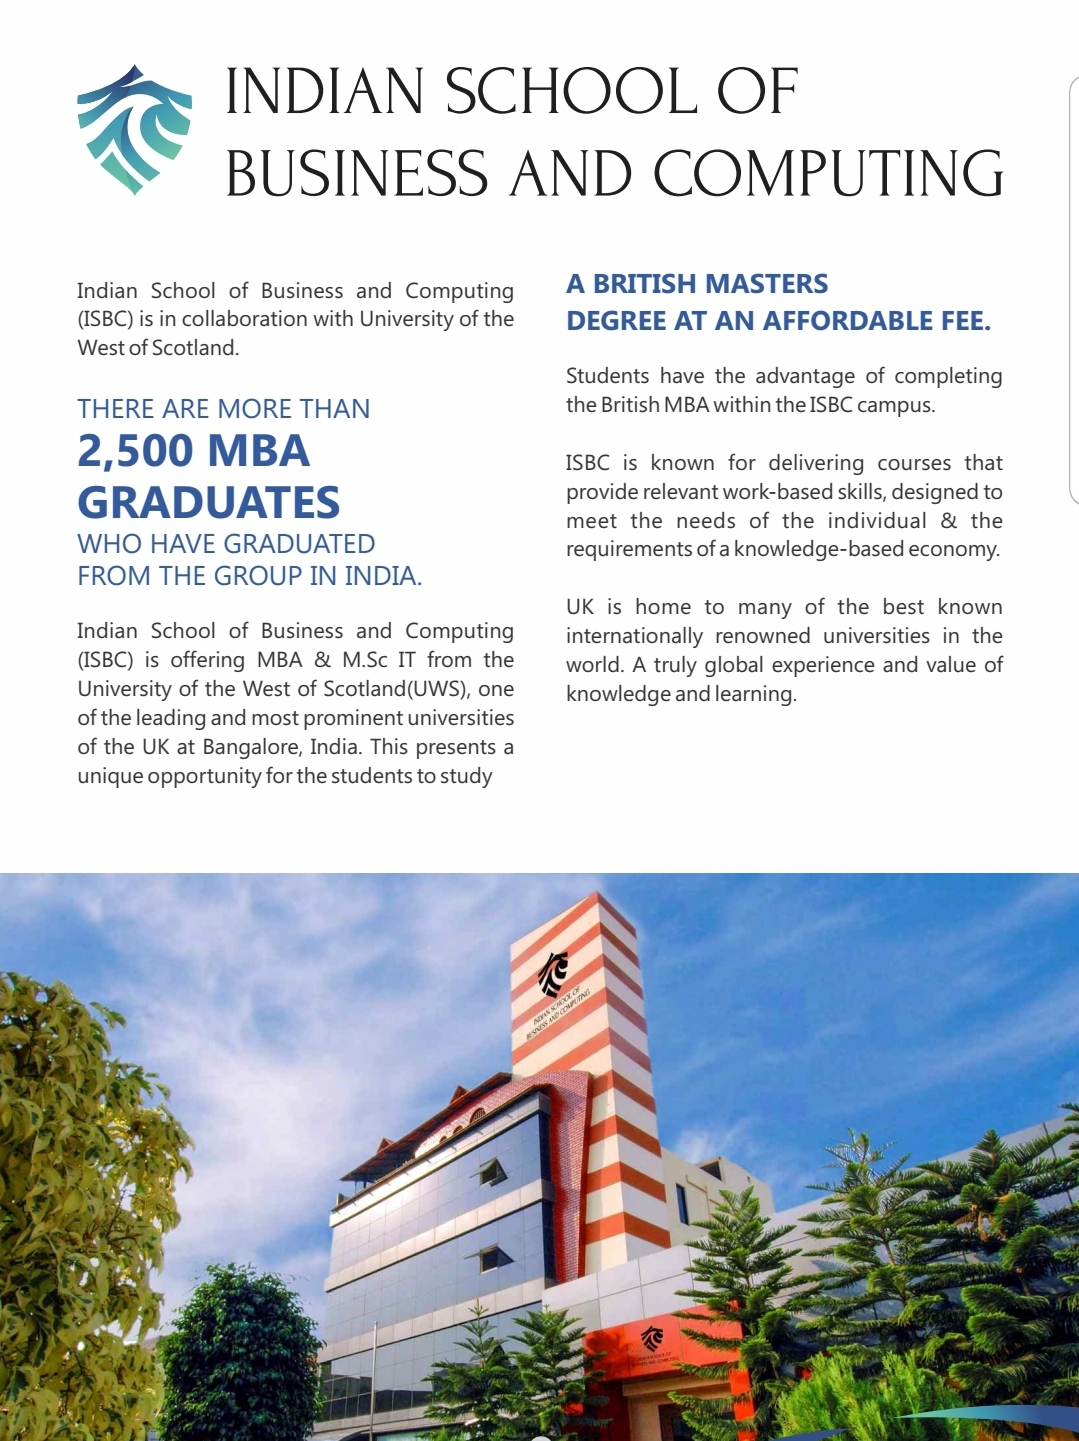 INDIAN SCHOOL OF
BUSINESS AND COMPUTING
Indian School of Business and Computing
(ISBC) is in collaboration with University of the
West of Scotland.
THERE ARE MORE THAN
2,500 MBA
GRADUATES
WHO HAVE GRADUATED
FROM THE GROUP IN INDIA.
Indian School of Business and Computing
(ISBC) is offering MBA & M.Sc IT from the
University of the West of Scotland(UWS), one
of the leading and most prominent universities
of the UK at Bangalore, India. This presents a
unique opportunity for the students to study
A BRITISH MASTERS
DEGREE AT AN AFFORDABLE FEE.
Students have the advantage of completing
the British MBA within the ISBC campus.
ISBC is known for delivering courses that
provide relevant work-based skills, designed to
meet the needs of the individual & the
requirements of a knowledge-based economy.
UK is home to many of the best known
internationally renowned universities in the
world. A truly global experience and value of
knowledge and learning.
INDIAN SCHOOL OF
BUSINESS AND COMPUTING
INDIAN SCHOOL OF
BUSINESS AND COMPUTING